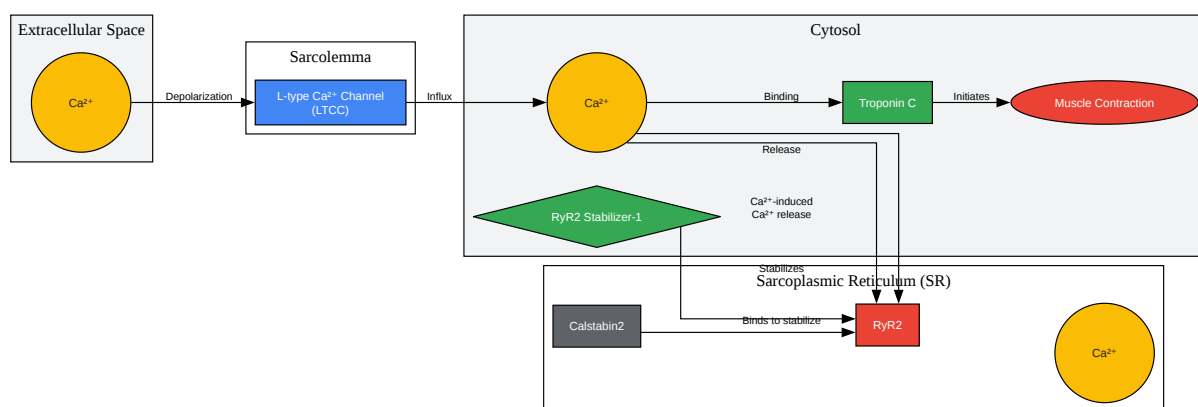 Extracellular Space
Ca²⁺
Depolarization
Sarcolemma
L-type Ca²⁺ Channel
(LTCC)
Influx
Cytosol
Ca²⁺
Binding
Troponin C
Initiates
Muscle Contraction
Release
RyR2 Stabilizer-1
Ca²⁺-induced
Ca²⁺ release
Stabilizes
Sarcoplasmic Reticulum (SR)
Calstabin2
Binds to stabilize
RyR2
Ca²⁺